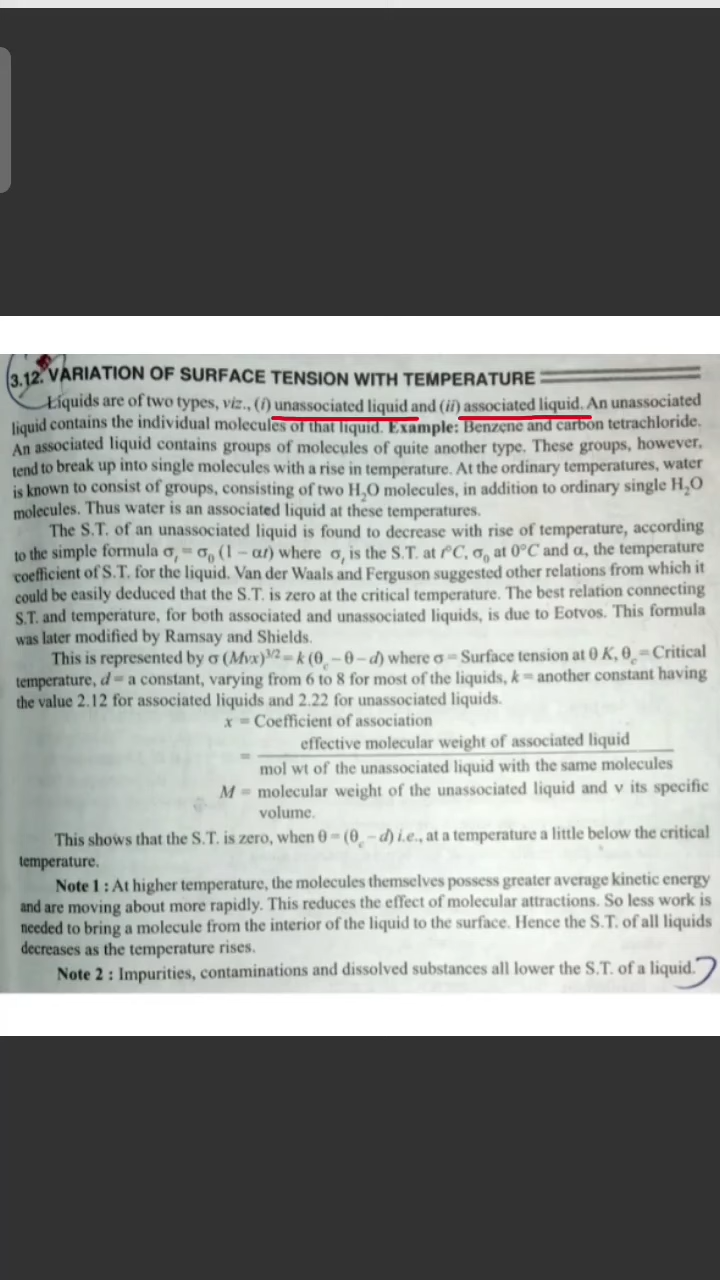 3.12. VARIATION OF SURFACE TENSION WITH TEMPERATURE
Liquids are of two types, viz., (i) unassociated liquid and (ii) associated liquid. An unassociated
liquid contains the individual molecules of that liquid. Example: Benzene and carbon tetrachloride.
An associated liquid contains groups of molecules of quite another type. These groups, however,
tend to break up into single molecules with a rise in temperature. At the ordinary temperatures, water
is known to consist of groups, consisting of two H₂O molecules, in addition to ordinary single H₂O
molecules. Thus water is an associated liquid at these temperatures.
The S.T. of an unassociated liquid is found to decrease with rise of temperature, according
to the simple formula σₜ = σ₀ (1 – αt) where σₜ is the S.T. at t°C, σ₀ at 0°C and α, the temperature
coefficient of S.T. for the liquid. Van der Waals and Ferguson suggested other relations from which it
could be easily deduced that the S.T. is zero at the critical temperature. The best relation connecting
S.T. and temperature, for both associated and unassociated liquids, is due to Eotvos. This formula
was later modified by Ramsay and Shields.
This is represented by σ (Mvx)³ᐟ² = k (θc – θ – d) where σ = Surface tension at θ K, θc = Critical
temperature, d = a constant, varying from 6 to 8 for most of the liquids, k = another constant having
the value 2.12 for associated liquids and 2.22 for unassociated liquids.
x = Coefficient of association
effective molecular weight of associated liquid
=
mol wt of the unassociated liquid with the same molecules
M = molecular weight of the unassociated liquid and v its specific
volume.
This shows that the S.T. is zero, when θ = (θc – d) i.e., at a temperature a little below the critical
temperature.
Note 1 : At higher temperature, the molecules themselves possess greater average kinetic energy
and are moving about more rapidly. This reduces the effect of molecular attractions. So less work is
needed to bring a molecule from the interior of the liquid to the surface. Hence the S.T. of all liquids
decreases as the temperature rises.
Note 2 : Impurities, contaminations and dissolved substances all lower the S.T. of a liquid.